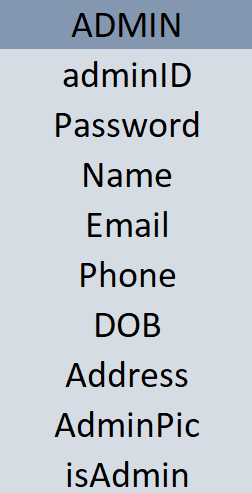 ADMIN
adminID
Password
Name
Email
Phone
DOB
Address
AdminPic
isAdmin